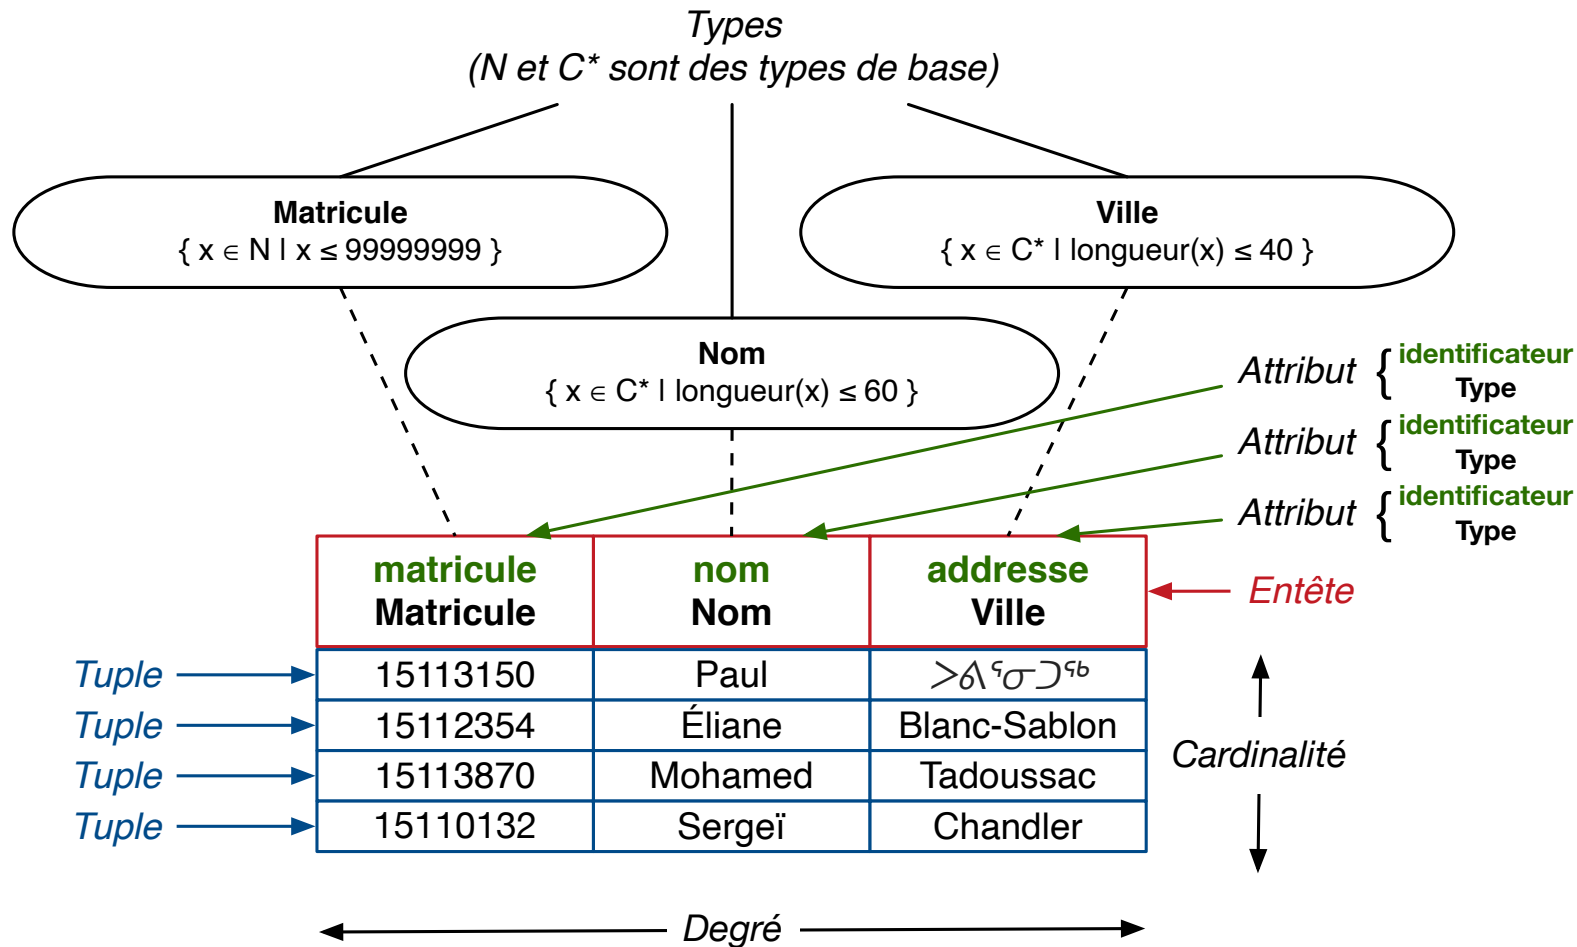 Types
(N et C* sont des types de base)
Matricule
{ x ∈ N | x ≤ 99999999 }
Ville
{ x ∈ C* | longueur(x) ≤ 40 }
Nom
{ x ∈ C* | longueur(x) ≤ 60 }
Attribut { identificateur
Type
Attribut { identificateur
Type
Attribut { identificateur
Type
matricule nom addresse
Matricule Nom Ville
Entête
Tuple 15113150 Paul ᐳᕕᕐᓂᑐᖅ
Tuple 15112354 Éliane Blanc-Sablon
Cardinalité
Tuple 15113870 Mohamed Tadoussac
Tuple 15110132 Sergeï Chandler
Degré